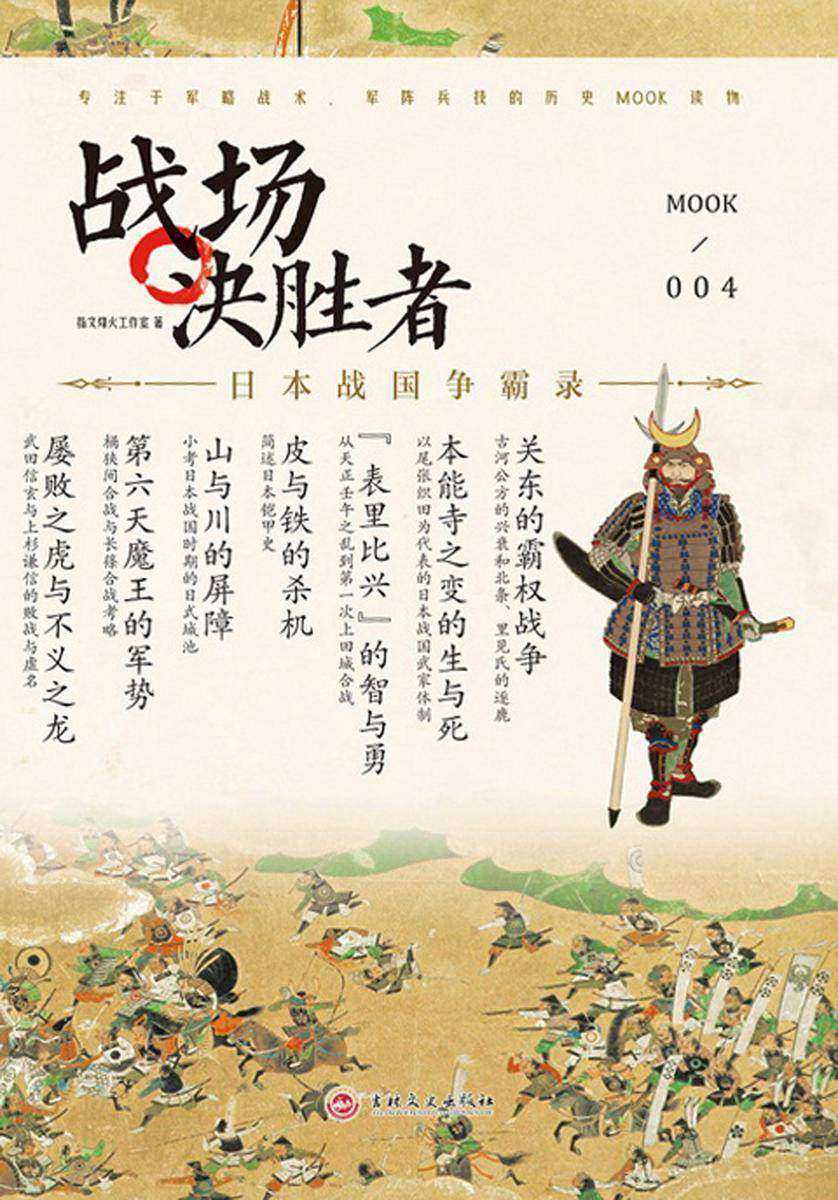 专注于军略战术、军阵兵技的历史MOOK读物
战场
决胜者
MOOK
/
004
指文烽火工作室 著
日本战国争霸录
关东的霸权战争
古河公方的兴衰和北条、里见氏的逐鹿
本能寺之变的生与死
以尾张织田为代表的日本战国武家体制
『表里比兴』的智与勇
从天正壬午之乱到第一次上田城合战
皮与铁的杀机
简述日本铠甲史
山与川的屏障
小考日本战国时期的日式城池
第六天魔王的军势
桶狭间合战与长篠合战考略
屡败之虎与不义之龙
武田信玄与上杉谦信的败战与虚名
吉林文史出版社